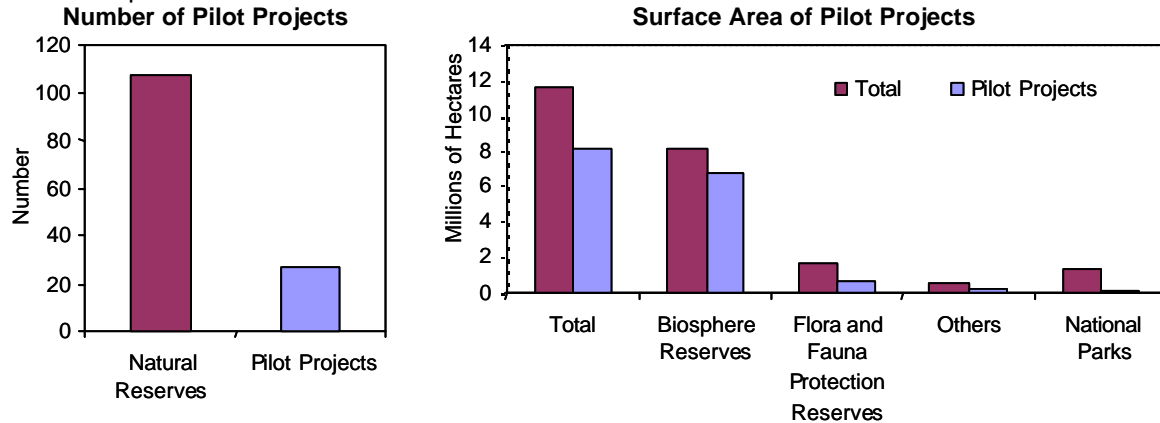 Number of Pilot Projects
120
100
80
60
40
20
0
Number
Natural
Reserves
Pilot Projects
Surface Area of Pilot Projects
14
12
10
8
6
4
2
0
Millions of Hectares
Total
Pilot Projects
Total
Biosphere
Reserves
Flora and
Fauna
Protection
Reserves
Others
National
Parks